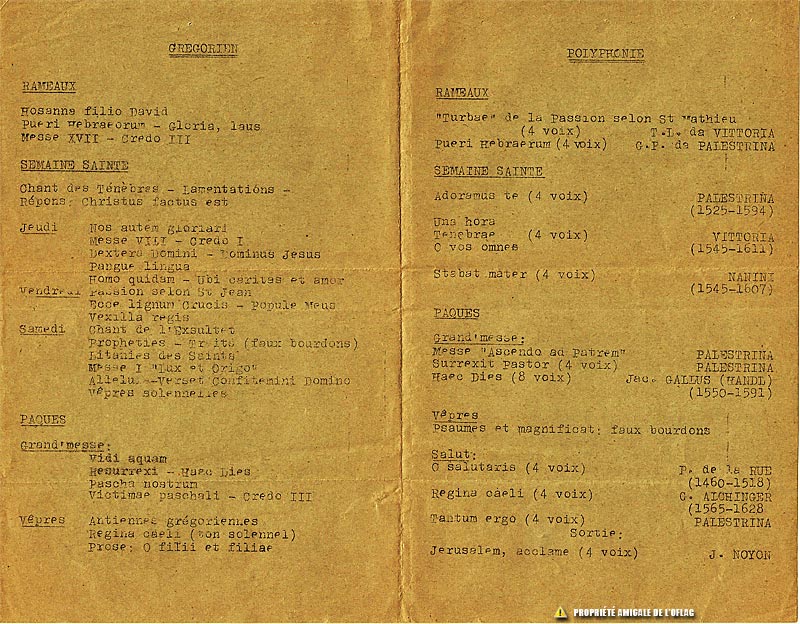 GREGORIEN
RAMEAUX
Hosanna filio David
Pueri Hebraeorum - Gloria, laus
Messe XVII - Credo III
SEMAINE SAINTE
Chant des Ténèbres - Lamentations -
Répons: Christus factus est
Jeudi Nos autem gloriari
Messe VIII - Credo I
Dextera Domini - Dominus Jesus
Pangue lingua
Homo quidam - Ubi caritas et amor
Vendredi Passion selon St Jean
Ecce lignum Crucis - Popule Meus
Vexilla regis
Samedi Chant de l'Exsultet
Propheties - Traits (faux bourdons)
Litanies des Saints
Messe I "Lux et Origo"
Alleluia-Verset Confitemini Domino
Vêpres solennelles
PAQUES
Grand'messe:
Vidi aquam
Resurrexi - Haec Dies
Pascha nostrum
Victimae paschali - Credo III
Vêpres Antiennes grégoriennes
Regina caeli (ton solennel)
Prose: O filii et filiae
POLYPHONIE
RAMEAUX
"Turbae" de la Passion selon St Mathieu
(4 voix) T.L. da VITTORIA
Pueri Hebraerum (4 voix) G.P. da PALESTRINA
SEMAINE SAINTE
Adoramus te (4 voix) PALESTRINA
(1525-1594)
Una hora
Tenebrae (4 voix) VITTORIA
O vos omnes (1545-1611)
Stabat mater (4 voix) NANINI
(1545-1607)
PAQUES
Grand'messe:
Messe "Ascendo ad Patrem" PALESTRINA
Surrexit Pastor (4 voix) PALESTRINA
Haec Dies (8 voix) Jac. GALLUS (HANDL)
(1550-1591)
Vêpres
Psaumes et magnificat: faux bourdons
Salut:
O salutaris (4 voix) P. de la RUE
(1460-1518)
Regina caeli (4 voix) G. AICHINGER
(1565-1628
Tantum ergo (4 voix) PALESTRINA
Sortie:
Jerusalem, acclame (4 voix) J. NOYON
PROPRIÉTÉ AMICALE DE L'OFLAG